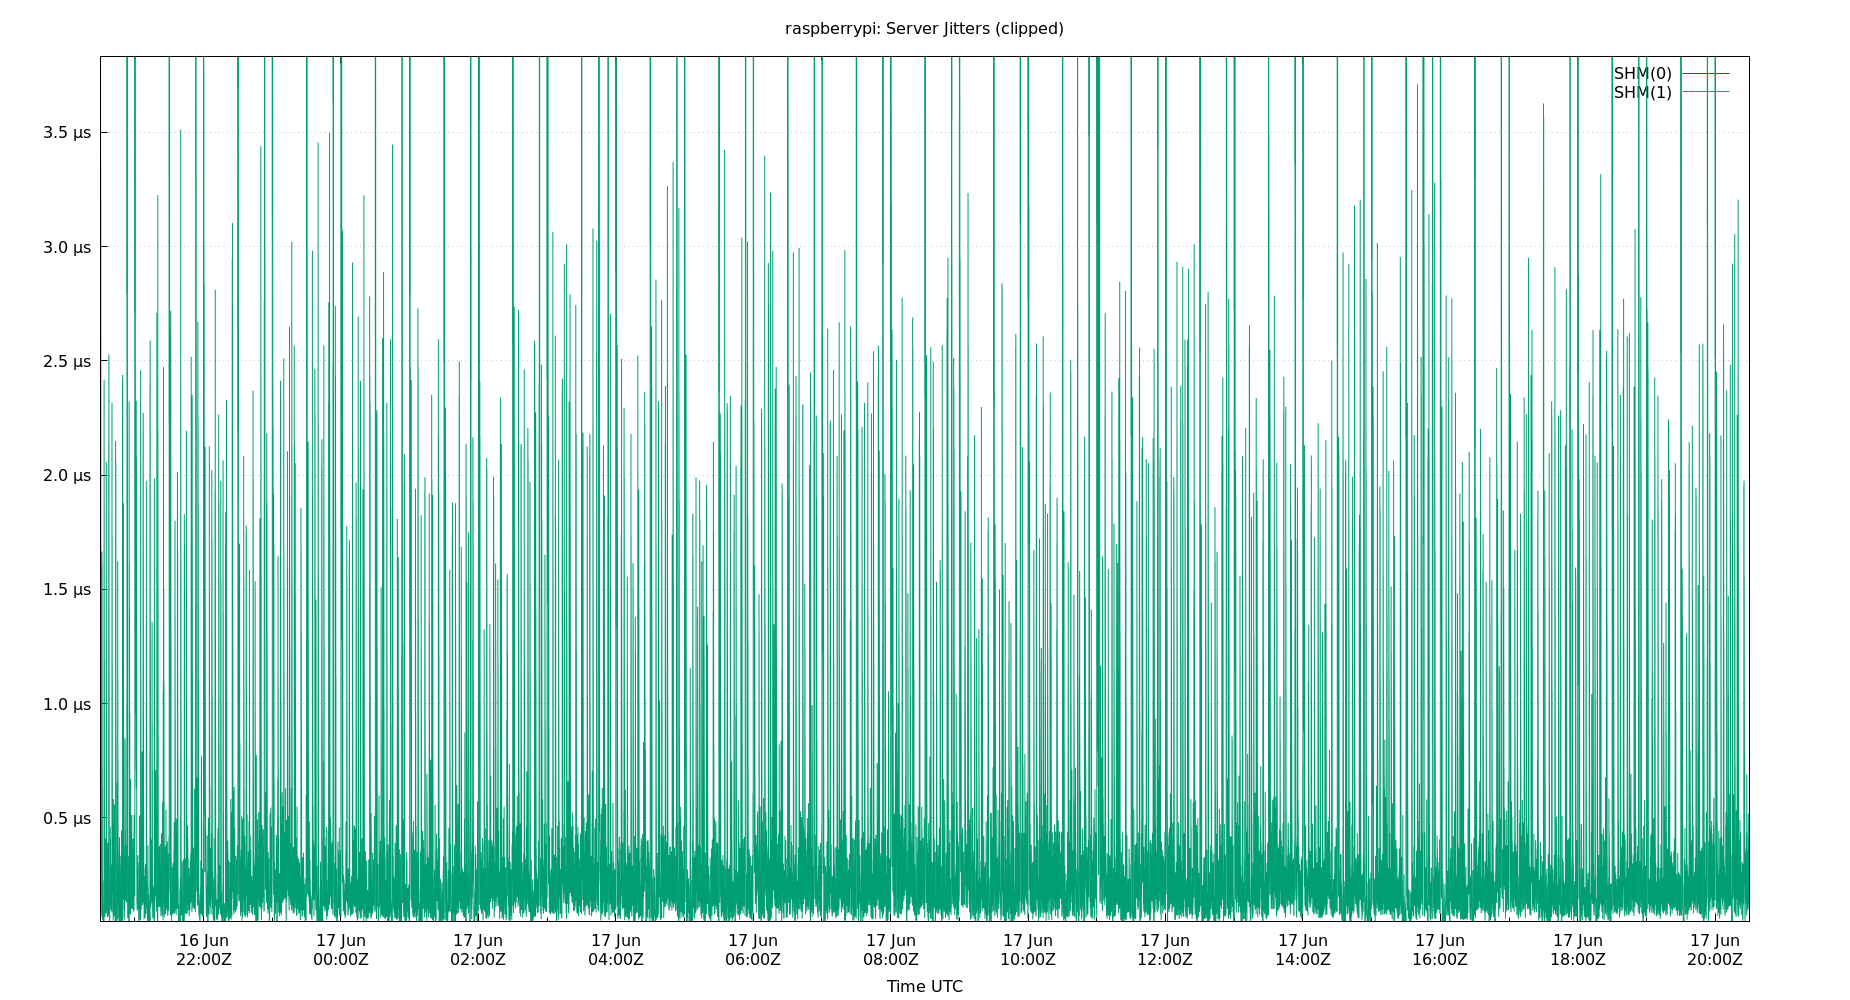 raspberrypi: Server Jitters (clipped)
SHM(0)
SHM(1)
3.5 µs
3.0 µs
2.5 µs
2.0 µs
1.5 µs
1.0 µs
0.5 µs
16 Jun 17 Jun 17 Jun 17 Jun 17 Jun 17 Jun 17 Jun 17 Jun 17 Jun 17 Jun 17 Jun 17 Jun
22:00Z 00:00Z 02:00Z 04:00Z 06:00Z 08:00Z 10:00Z 12:00Z 14:00Z 16:00Z 18:00Z 20:00Z
Time UTC